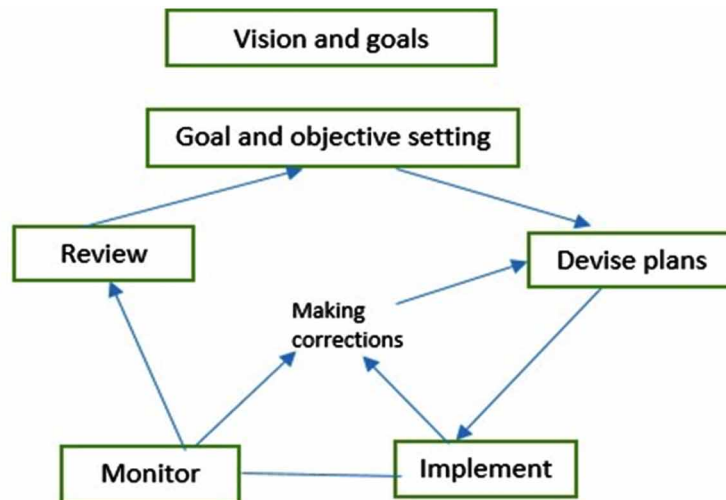 Vision and goals
Goal and objective setting
Review
Devise plans
Making
corrections
Monitor
Implement